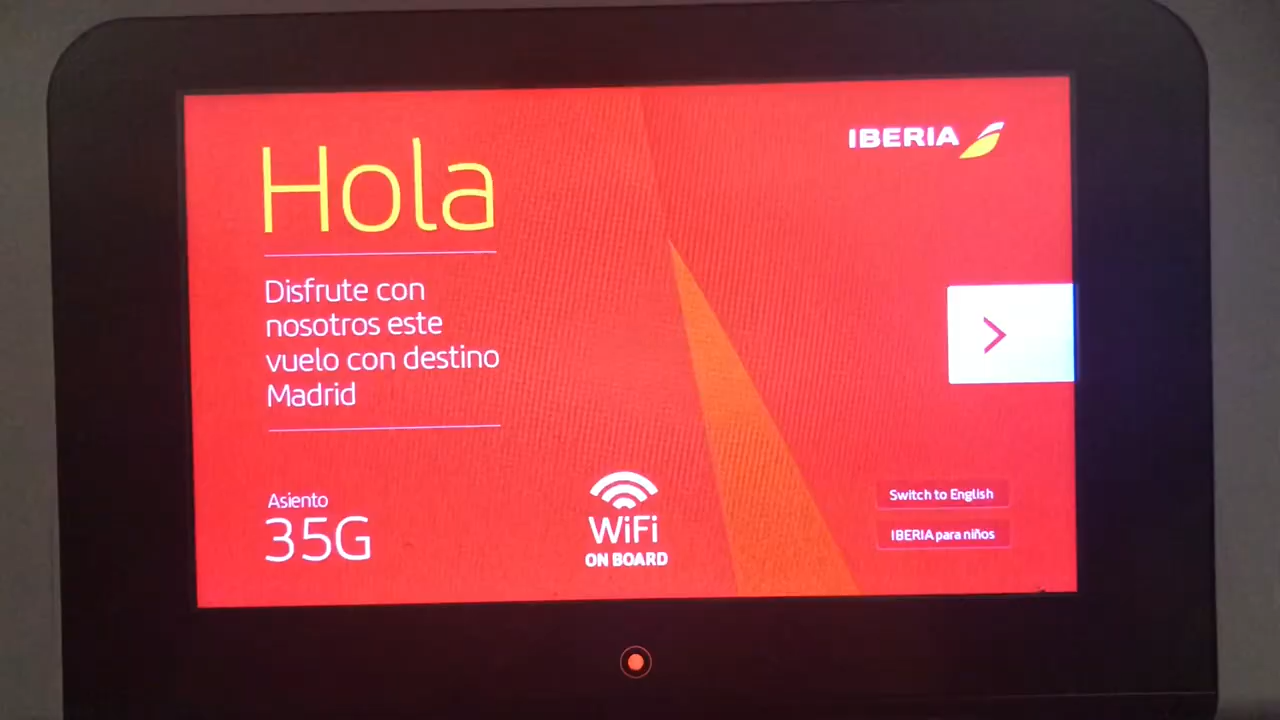 Hola
IBERIA
Disfrute con
nosotros este
vuelo con destino
Madrid
Asiento
35G
WiFi
ON BOARD
Switch to English
IBERIA para niños